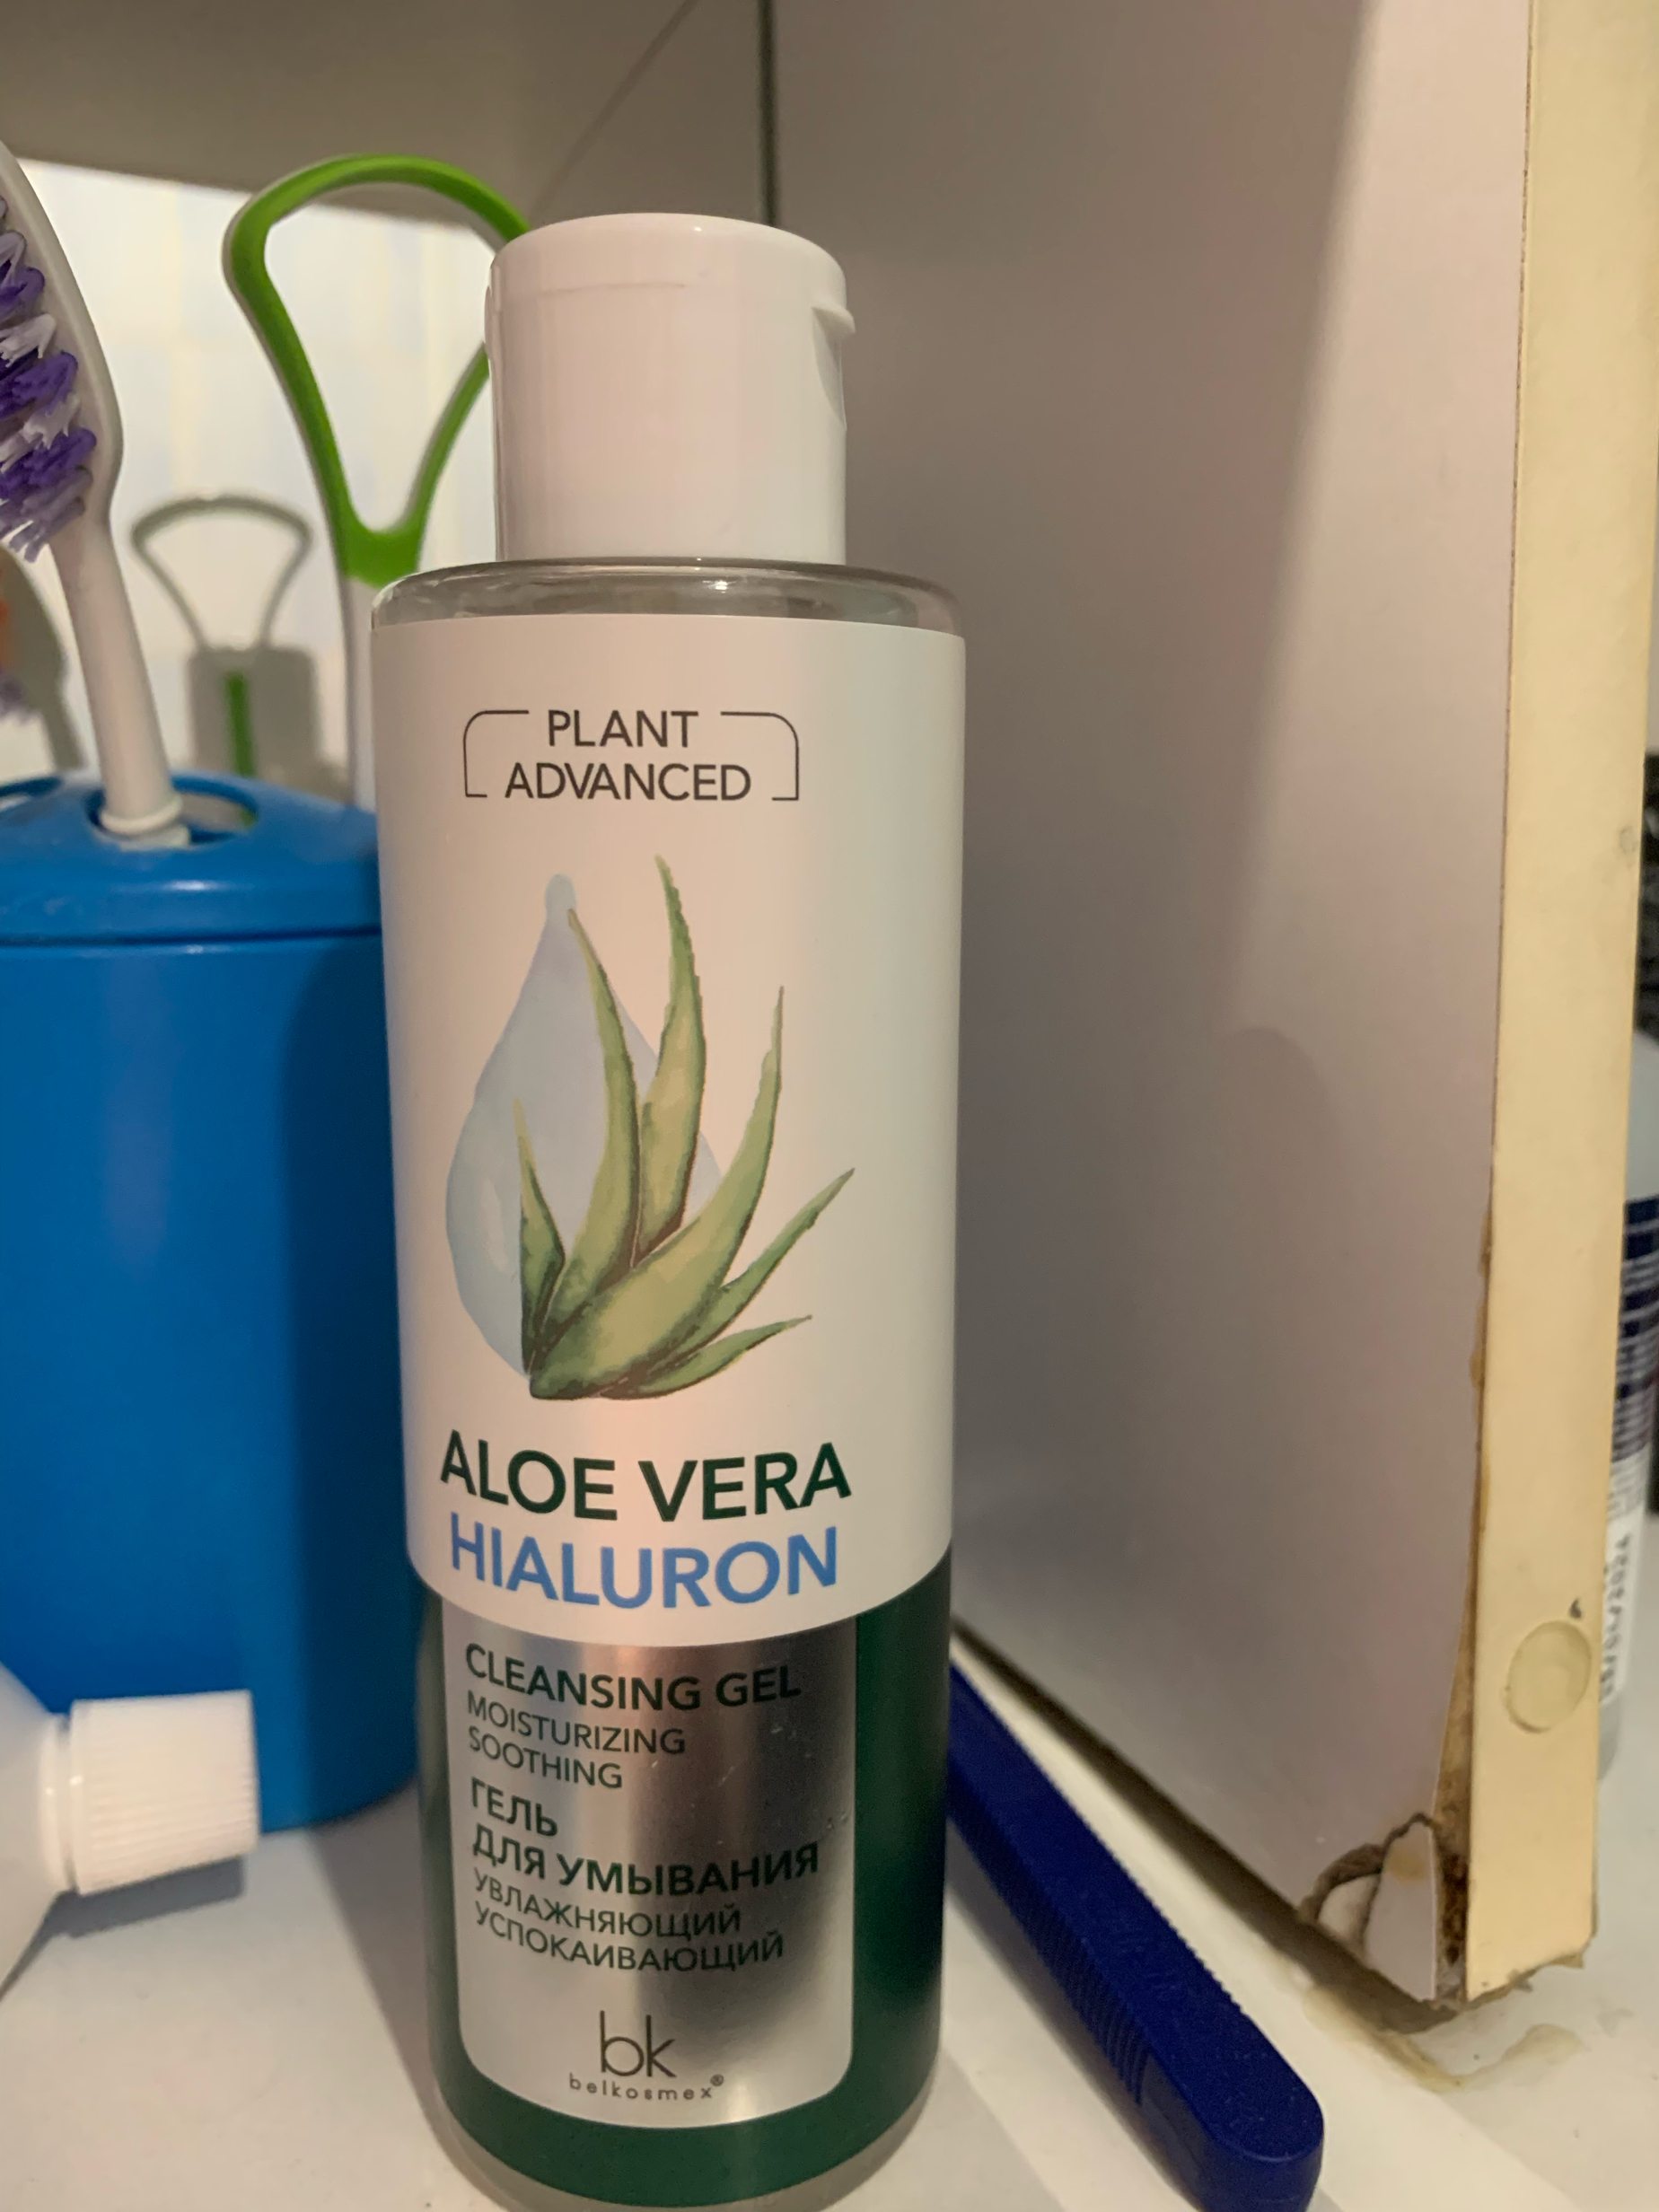 PLANT
ADVANCED
ALOE VERA
HIALURON
CLEANSING GEL
MOISTURIZING
SOOTHING
ГЕЛЬ
ДЛЯ УМЫВАНИЯ
УВЛАЖНЯЮЩИЙ
УСПОКАИВАЮЩИЙ
bk
belkosmex®